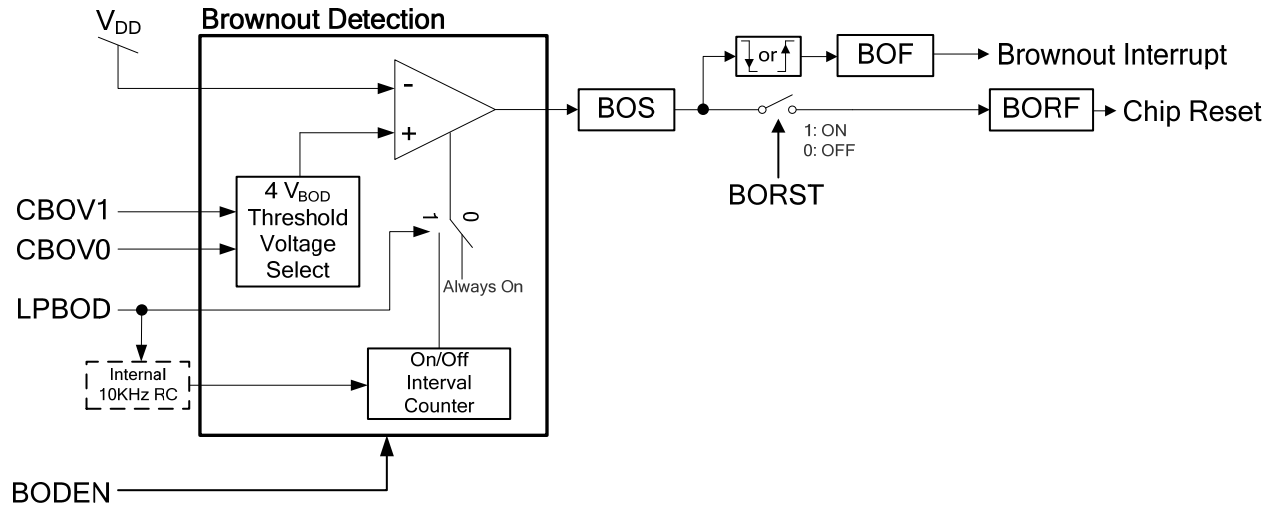 Brownout Detection
VDD
-
+
4 VBOD
Threshold
Voltage
Select
CBOV1
CBOV0
LPBOD
Internal
10KHz RC
1
0
Always On
On/Off
Interval
Counter
BODEN
BOS
or
BOF
Brownout Interrupt
1: ON
0: OFF
BORST
BORF
Chip Reset